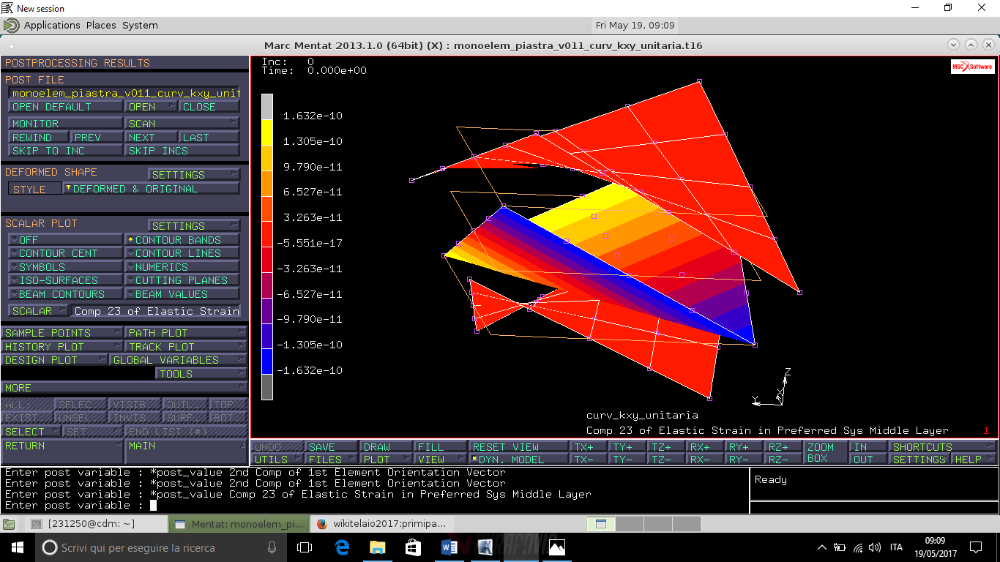 New session
Applications Places System
Fri May 19, 09:09
Marc Mentat 2013.1.0 (64bit) (X) : monoelem_piastra_v011_curv_kxy_unitaria.t16
POSTPROCESSING RESULTS
POST FILE
monoelem_piastra_v011_curv_kxy_unit
OPEN DEFAULT OPEN CLOSE
MONITOR SCAN
REWIND PREV NEXT LAST
SKIP TO INC SKIP INCS
DEFORMED SHAPE SETTINGS
STYLE DEFORMED & ORIGINAL
SCALAR PLOT SETTINGS
OFF CONTOUR BANDS
CONTOUR CENT CONTOUR LINES
SYMBOLS NUMERICS
ISO-SURFACES CUTTING PLANES
BEAM CONTOURS BEAM VALUES
SCALAR Comp 23 of Elastic Strain
SAMPLE POINTS PATH PLOT
HISTORY PLOT TRACK PLOT
DESIGN PLOT GLOBAL VARIABLES
TOOLS
MORE
ALL: SELEC VISIB. OUTL. TOP
EXIST. UNSEL INVIS. SURF. BOT
SELECT SET END LIST (#)
RETURN MAIN
Inc: 0
Time: 0.000e+00
MSC Software
1.632e-10
1.305e-10
9.790e-11
6.527e-11
3.263e-11
-5.551e-17
-3.263e-11
-6.527e-11
-9.790e-11
-1.305e-10
-1.632e-10
Z
Y
X
curv_kxy_unitaria
Comp 23 of Elastic Strain in Preferred Sys Middle Layer 1
UNDO SAVE DRAW FILL RESET VIEW TX+ TY+ TZ+ RX+ RY+ RZ+ ZOOM BOX IN SHORTCUTS
UTILS FILES PLOT VIEW DYN. MODEL TX- TY- TZ- RX- RY- RZ- OUT SETTINGS HELP
Enter post variable : *post_value 2nd Comp of 1st Element Orientation Vector
Enter post variable : *post_value 2nd Comp of 1st Element Orientation Vector
Enter post variable : *post_value Comp 23 of Elastic Strain in Preferred Sys Middle Layer
Enter post variable :
Ready
[231250@cdm: ~] Mentat: monoelem_pi... wikitelaio2017:primipa...
Scrivi qui per eseguire la ricerca
ITA
09:09
19/05/2017